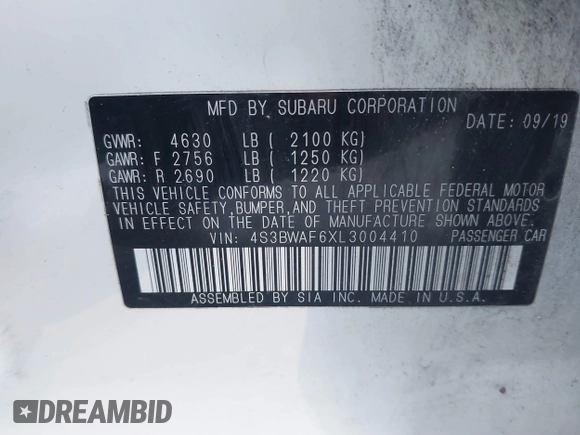 MFD BY SUBARU CORPORATION
DATE: 09/19
GVWR: 4630 LB ( 2100 KG)
GAWR: F 2756 LB ( 1250 KG)
GAWR: R 2690 LB ( 1220 KG)
THIS VEHICLE CONFORMS TO ALL APPLICABLE FEDERAL MOTOR
VEHICLE SAFETY, BUMPER, AND THEFT PREVENTION STANDARDS
IN EFFECT ON THE DATE OF MANUFACTURE SHOWN ABOVE.
VIN: 4S3BWAF6XL3004410 PASSENGER CAR
ASSEMBLED BY SIA INC. MADE IN U.S.A.
DREAMBID